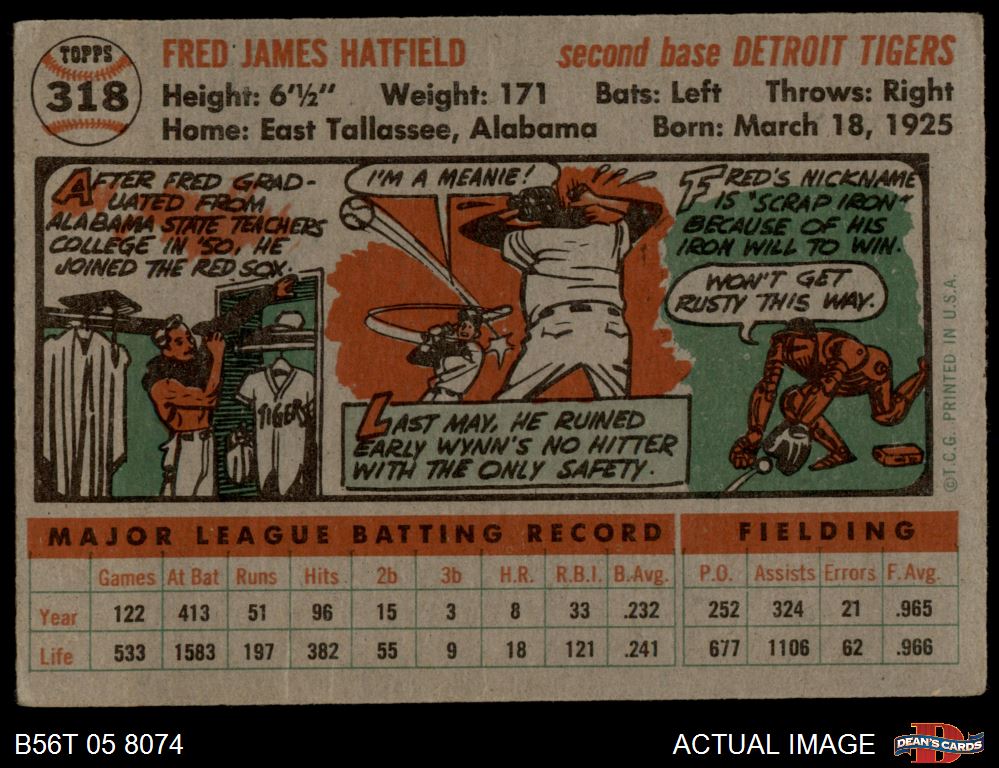 TOPPS
318
FRED JAMES HATFIELD second base DETROIT TIGERS
Height: 6'½" Weight: 171 Bats: Left Throws: Right
Home: East Tallassee, Alabama Born: March 18, 1925
AFTER FRED GRAD-
UATED FROM
ALABAMA STATE TEACHERS
COLLEGE IN '50, HE
JOINED THE RED SOX.
TIGERS
I'M A MEANIE!
LAST MAY, HE RUINED
EARLY WYNN'S NO HITTER
WITH THE ONLY SAFETY.
FRED'S NICKNAME
IS "SCRAP IRON"
BECAUSE OF HIS
IRON WILL TO WIN.
WON'T GET
RUSTY THIS WAY.
©T.C.G. PRINTED IN U.S.A.
MAJOR LEAGUE BATTING RECORD FIELDING
Games At Bat Runs Hits 2b 3b H.R. R.B.I. B.Avg. P.O. Assists Errors F.Avg.
Year 122 413 51 96 15 3 8 33 .232 252 324 21 .965
Life 533 1583 197 382 55 9 18 121 .241 677 1106 62 .966
B56T 05 8074 ACTUAL IMAGE D DEAN'S CARDS